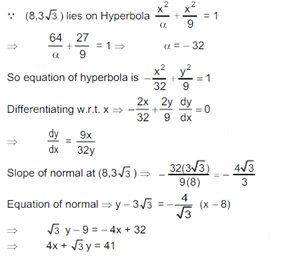 ∵ (8,3√3) lies on Hyperbola x²/α + x²/9 = 1
⇒ 64/α + 27/9 = 1 ⇒ α = – 32
So equation of hyperbola is –x²/32 + y²/9 = 1
Differentiating w.r.t. x ⇒ –2x/32 + 2y/9 dy/dx = 0
⇒ dy/dx = 9x/32y
Slope of normal at (8,3√3) ⇒ – 32(3√3)/9(8) = – 4√3/3
Equation of normal ⇒ y – 3√3 = –4/√3 (x – 8)
⇒ √3 y – 9 = – 4x + 32
⇒ 4x + √3 y = 41